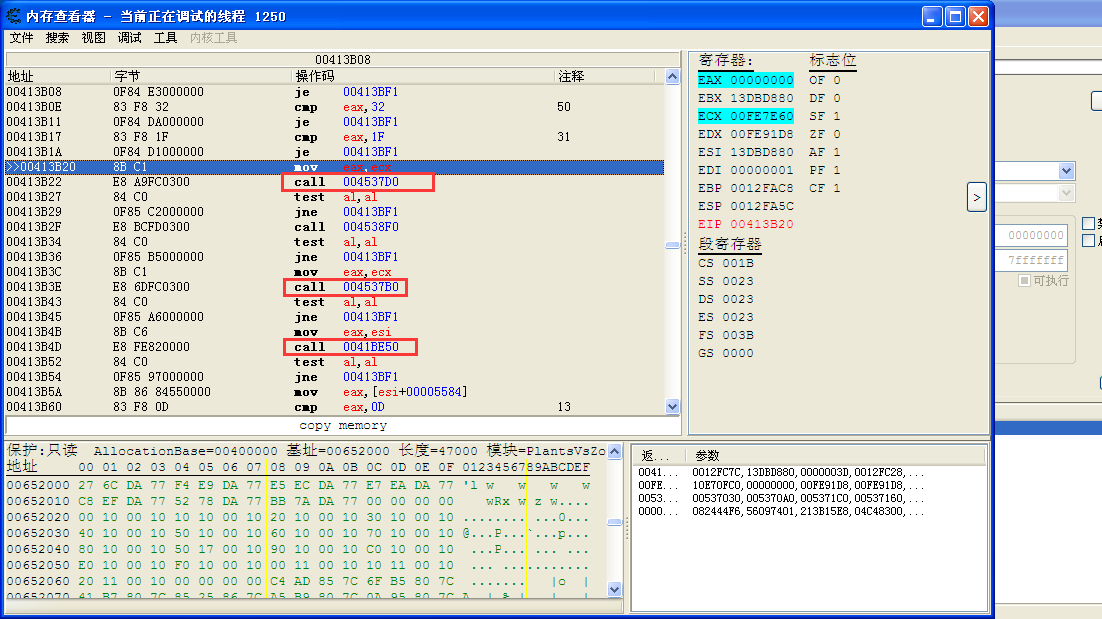 内存查看器 - 当前正在调试的线程 1250
文件 搜索 视图 调试 工具 内核工具
00413B08
地址 字节 操作码 注释
00413B08 0F84 E3000000 je 00413BF1
00413B0E 83 F8 32 cmp eax,32 50
00413B11 0F84 DA000000 je 00413BF1
00413B17 83 F8 1F cmp eax,1F 31
00413B1A 0F84 D1000000 je 00413BF1
>>00413B20 8B C1 mov eax,ecx
00413B22 E8 A9FC0300 call 004537D0
00413B27 84 C0 test al,al
00413B29 0F85 C2000000 jne 00413BF1
00413B2F E8 BCFD0300 call 004538F0
00413B34 84 C0 test al,al
00413B36 0F85 B5000000 jne 00413BF1
00413B3C 8B C1 mov eax,ecx
00413B3E E8 6DFC0300 call 004537B0
00413B43 84 C0 test al,al
00413B45 0F85 A6000000 jne 00413BF1
00413B4B 8B C6 mov eax,esi
00413B4D E8 FE820000 call 0041BE50
00413B52 84 C0 test al,al
00413B54 0F85 97000000 jne 00413BF1
00413B5A 8B 86 84550000 mov eax,[esi+00005584]
00413B60 83 F8 0D cmp eax,0D 13
copy memory
寄存器: 标志位
EAX 00000000 OF 0
EBX 13DBD880 DF 0
ECX 00FE7E60 SF 1
EDX 00FE91D8 ZF 0
ESI 13DBD880 AF 1
EDI 00000001 PF 1
EBP 0012FAC8 CF 1
ESP 0012FA5C
EIP 00413B20
段寄存器
CS 001B
SS 0023
DS 0023
ES 0023
FS 003B
GS 0000
>
00000000
7fffffff
可执行
保护:只读 AllocationBase=00400000 基址=00652000 长度=47000 模块=PlantsVsZo
地址 00 01 02 03 04 05 06 07 08 09 0A 0B 0C 0D 0E 0F 0123456789ABCDEF
00652000 27 6C DA 77 F4 E9 DA 77 E5 EC DA 77 E7 EA DA 77 'l w w w w
00652010 C8 EF DA 77 52 78 DA 77 BB 7A DA 77 00 00 00 00 wRx w z w....
00652020 00 10 00 10 10 10 00 10 20 10 00 10 30 10 00 10 ........ ...0...
00652030 40 10 00 10 50 10 00 10 60 10 00 10 70 10 00 10 @...P...`...p...
00652040 80 10 00 10 50 17 00 10 90 10 00 10 C0 10 00 10 ...P... ... ...
00652050 E0 10 00 10 F0 10 00 10 00 11 00 10 10 11 00 10 ... ...........
00652060 20 11 00 10 00 00 00 00 C4 AD 85 7C 6F B5 80 7C ....... |o |
返... 参数
0041... 0012FC7C,13DBD880,0000003D,0012FC28,...
00FE... 10E70FC0,00000000,00FE91D8,00FE91D8,...
0053... 00537030,005370A0,005371C0,00537160,...
0000... 082444F6,56097401,213B15E8,04C48300,...